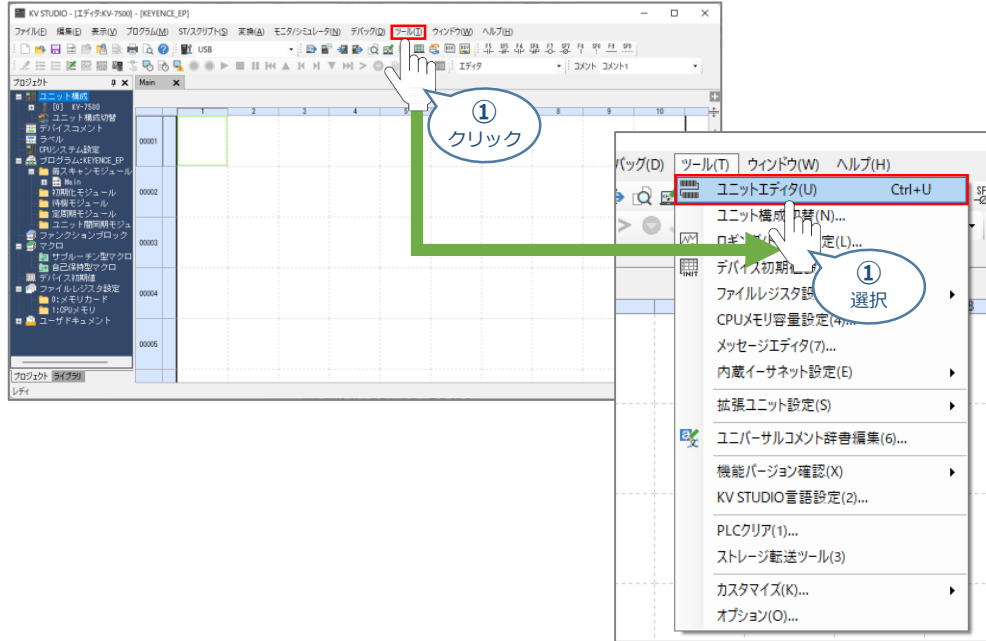 KV STUDIO - [エディタ:KV-7500] - [KEYENCE_EP]
ファイル(F) 編集(E) 表示(V) プログラム(M) ST/スクリプト(S) 変換(A) モニタ/シミュレータ(N) デバッグ(D) ツール(T) ウィンドウ(W) ヘルプ(H)
USB
エディタ
コメント コメント1
プロジェクト
Main
ユニット構成
[0] KV-7500
ユニット構成切替
デバイスコメント
ラベル
CPUシステム設定
プログラム:KEYENCE_EP
毎スキャンモジュール
Main
初期化モジュール
待機モジュール
定周期モジュール
ユニット間同期モジュ
ファンクションブロック
マクロ
サブルーチン型マクロ
自己保持型マクロ
デバイス初期値
ファイルレジスタ設定
0:メモリカード
1:CPUメモリ
ユーザドキュメント
プロジェクト ライブラリ
レディ
1 2 3 4 5 8 9 10
00001
00002
00003
00004
00005
①
クリック
バッグ(D) ツール(T) ウィンドウ(W) ヘルプ(H)
ユニットエディタ(U) Ctrl+U
ユニット構成切替(N)...
定(L)...
デバイス初期値
ファイルレジスタ設
CPUメモリ容量設定(4)...
メッセージエディタ(7)...
内蔵イーサネット設定(E)
拡張ユニット設定(S)
ユニバーサルコメント辞書編集(6)...
機能バージョン確認(X)
KV STUDIO言語設定(2)...
PLCクリア(1)...
ストレージ転送ツール(3)
カスタマイズ(K)...
オプション(O)...
①
選択
8